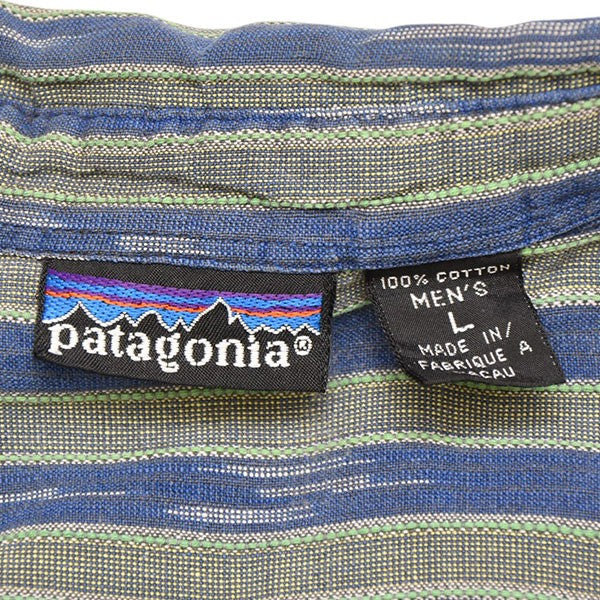 patagonia®
100% COTTON
MEN'S
L
MADE IN/
FABRIQUE A